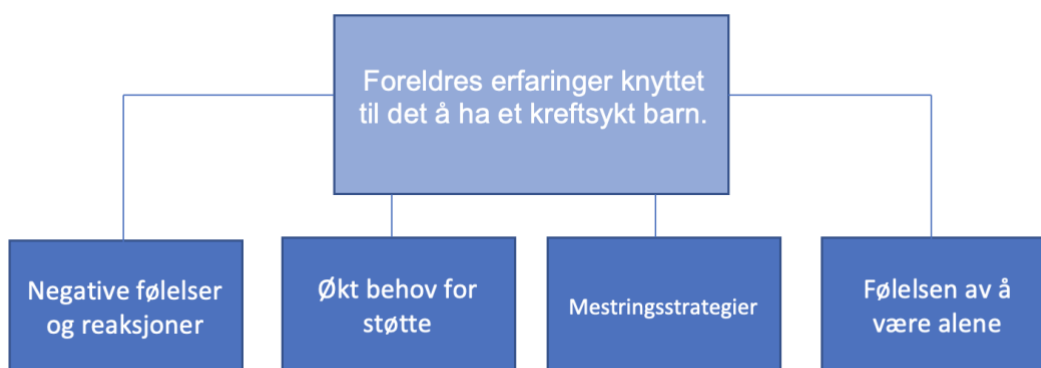 Foreldres erfaringer knyttet
til det å ha et kreftsykt barn.
Negative følelser
og reaksjoner
Økt behov for
støtte
Mestringsstrategier
Følelsen av å
være alene